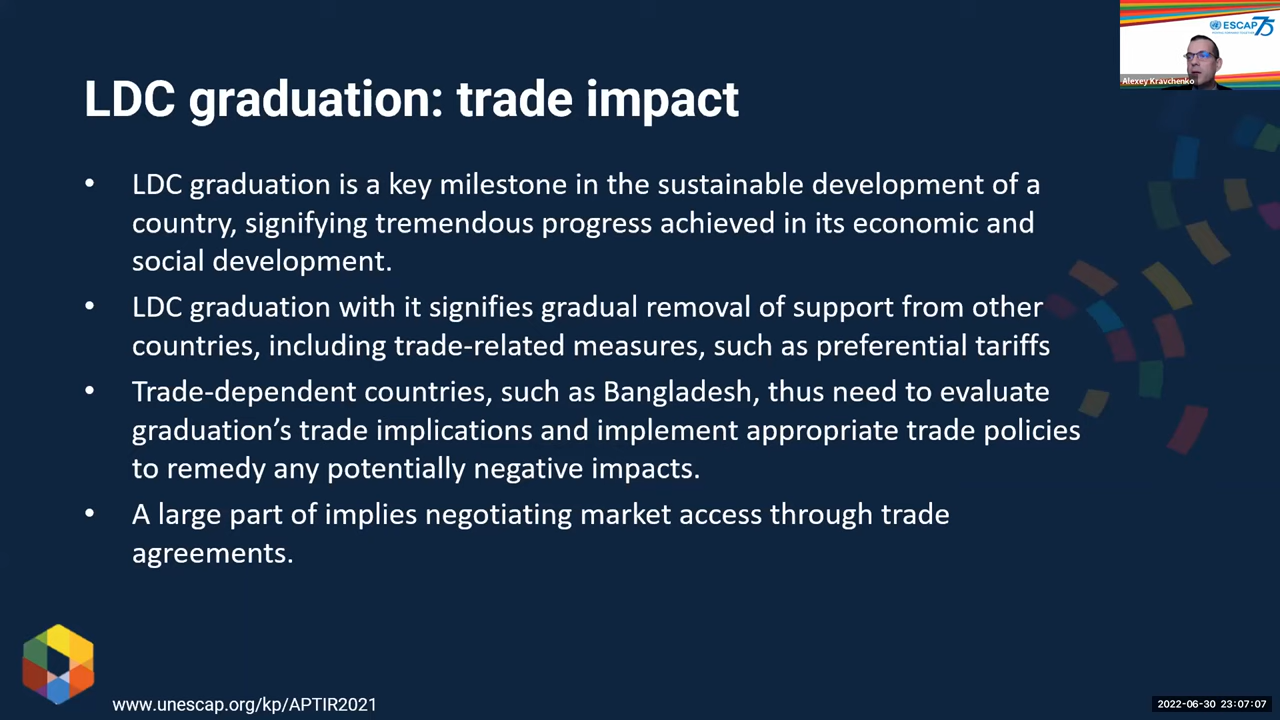 ESCAP 75
Alexey Kravchenko
LDC graduation: trade impact
• LDC graduation is a key milestone in the sustainable development of a
country, signifying tremendous progress achieved in its economic and
social development.
• LDC graduation with it signifies gradual removal of support from other
countries, including trade-related measures, such as preferential tariffs
• Trade-dependent countries, such as Bangladesh, thus need to evaluate
graduation’s trade implications and implement appropriate trade policies
to remedy any potentially negative impacts.
• A large part of implies negotiating market access through trade
agreements.
www.unescap.org/kp/APTIR2021
2022-06-30 23:07:07